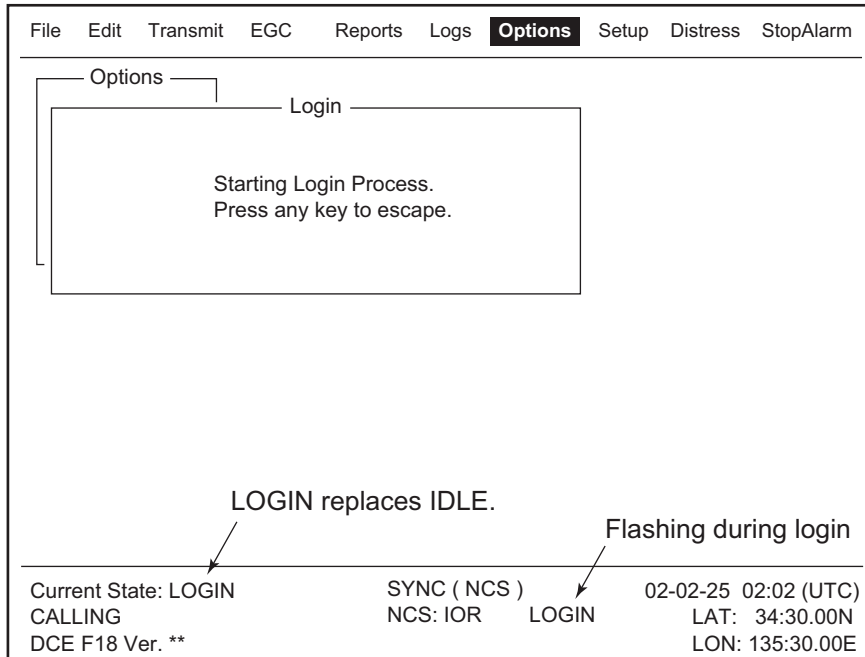 File Edit Transmit EGC Reports Logs Options Setup Distress StopAlarm
Options
Login
Starting Login Process.
Press any key to escape.
LOGIN replaces IDLE.
Flashing during login
Current State: LOGIN SYNC ( NCS ) 02-02-25 02:02 (UTC)
CALLING NCS: IOR LOGIN LAT: 34:30.00N
DCE F18 Ver. ** LON: 135:30.00E